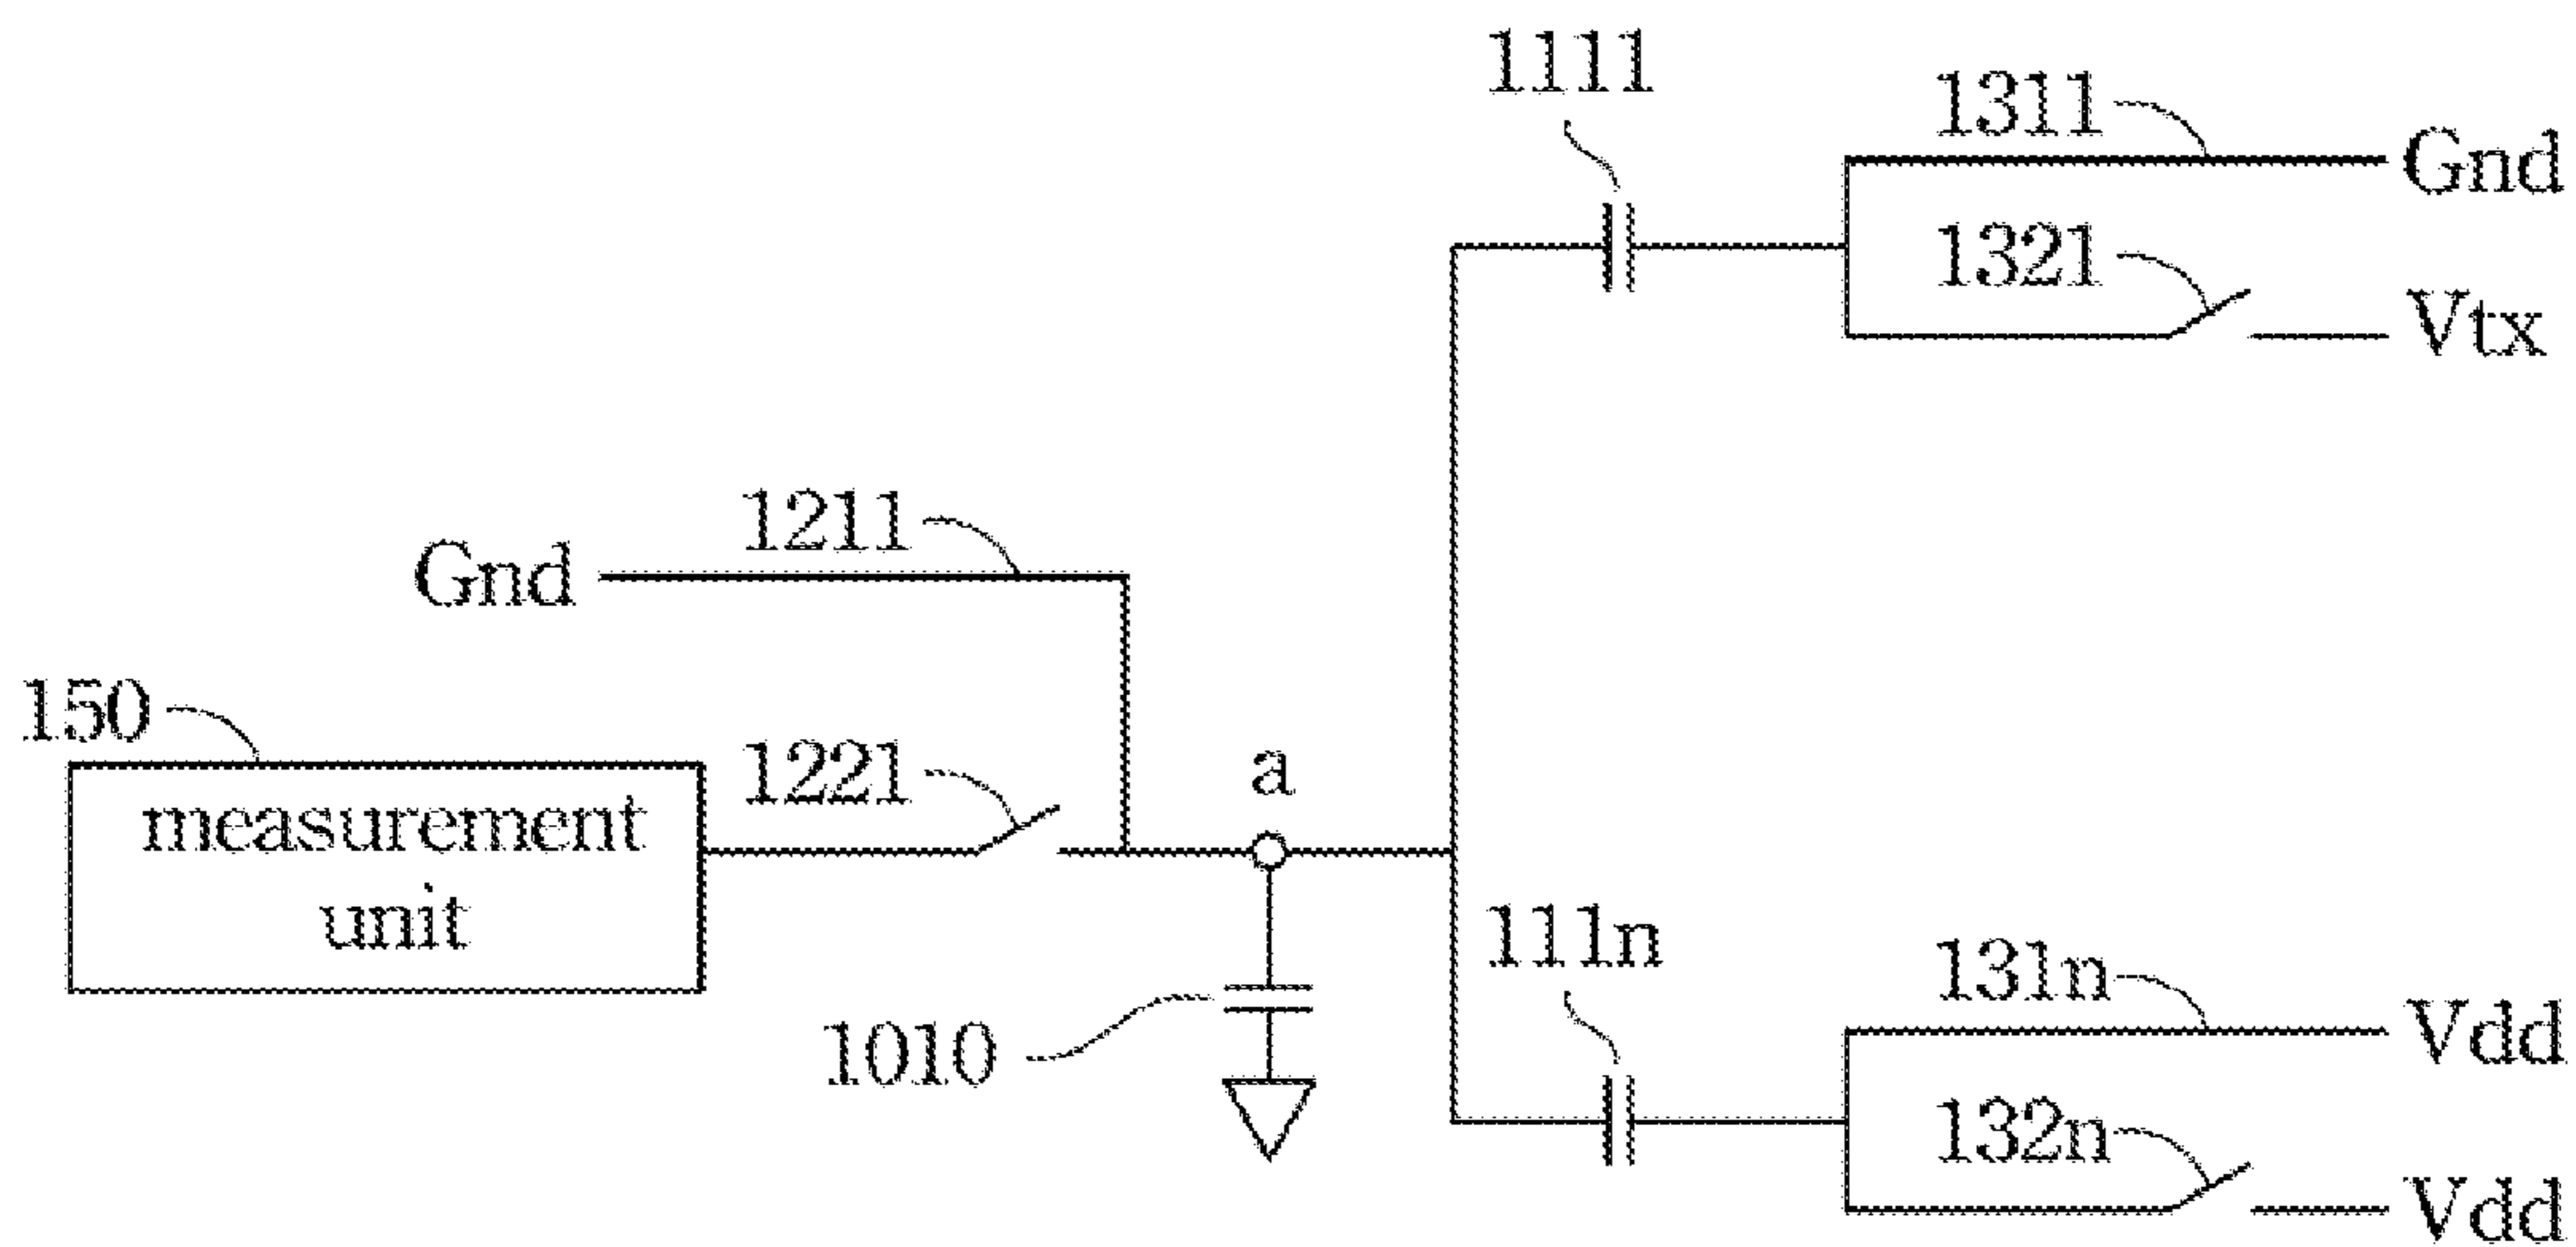 1111
1311
Gnd
1321
Vtx
1211
Gnd
150
1221
a
measurement
unit
111n
131n
1010
Vdd
132n
Vdd